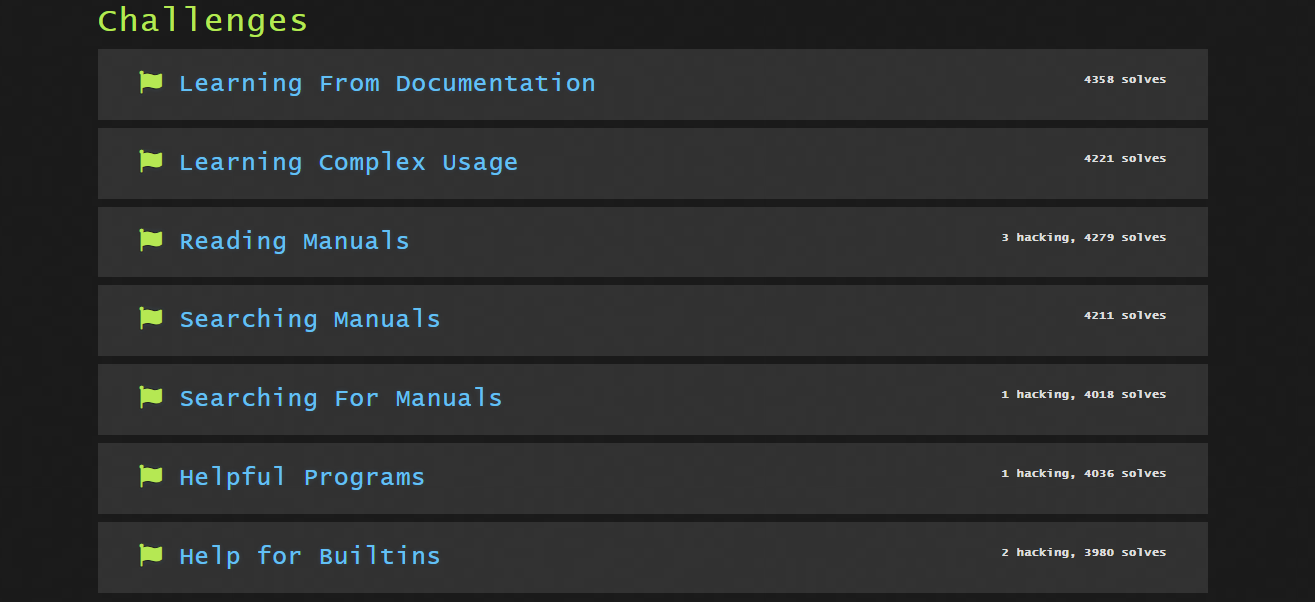 Challenges
Learning From Documentation 4358 solves
Learning Complex Usage 4221 solves
Reading Manuals 3 hacking, 4279 solves
Searching Manuals 4211 solves
Searching For Manuals 1 hacking, 4018 solves
Helpful Programs 1 hacking, 4036 solves
Help for Builtins 2 hacking, 3980 solves